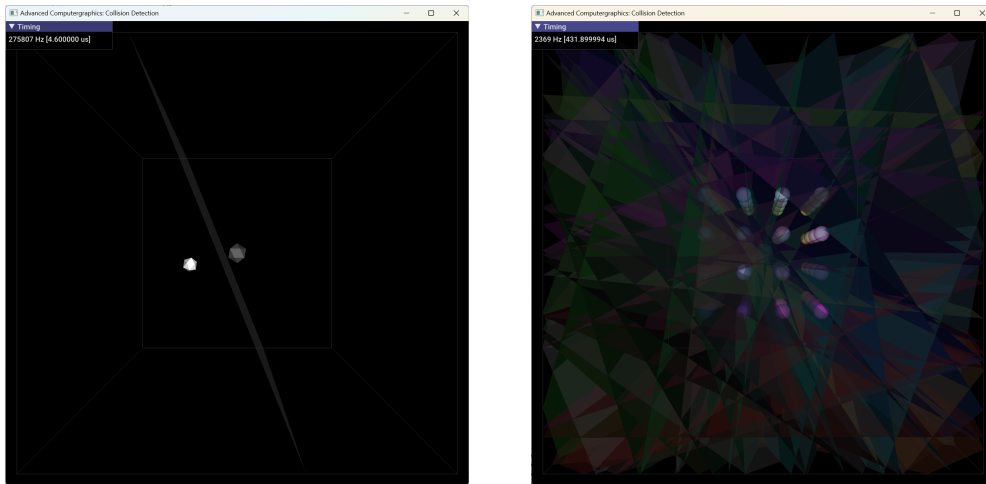 Advanced Computergraphics: Collision Detection
▼ Timing
275807 Hz [4.600000 us]
Advanced Computergraphics: Collision Detection
▼ Timing
2369 Hz [431.899994 us]